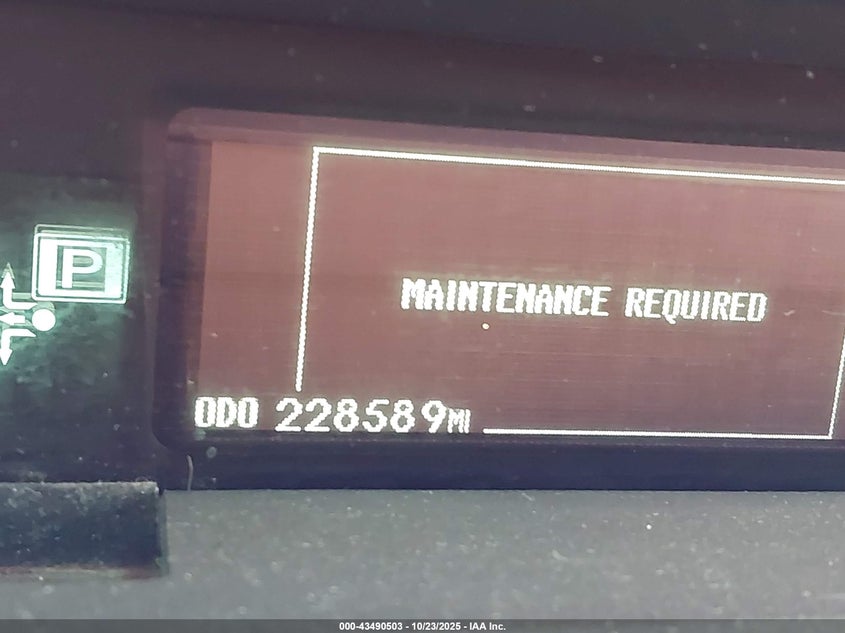 P
MAINTENANCE REQUIRED
ODO 228589MI
000-43490503 - 10/23/2025 - IAA Inc.